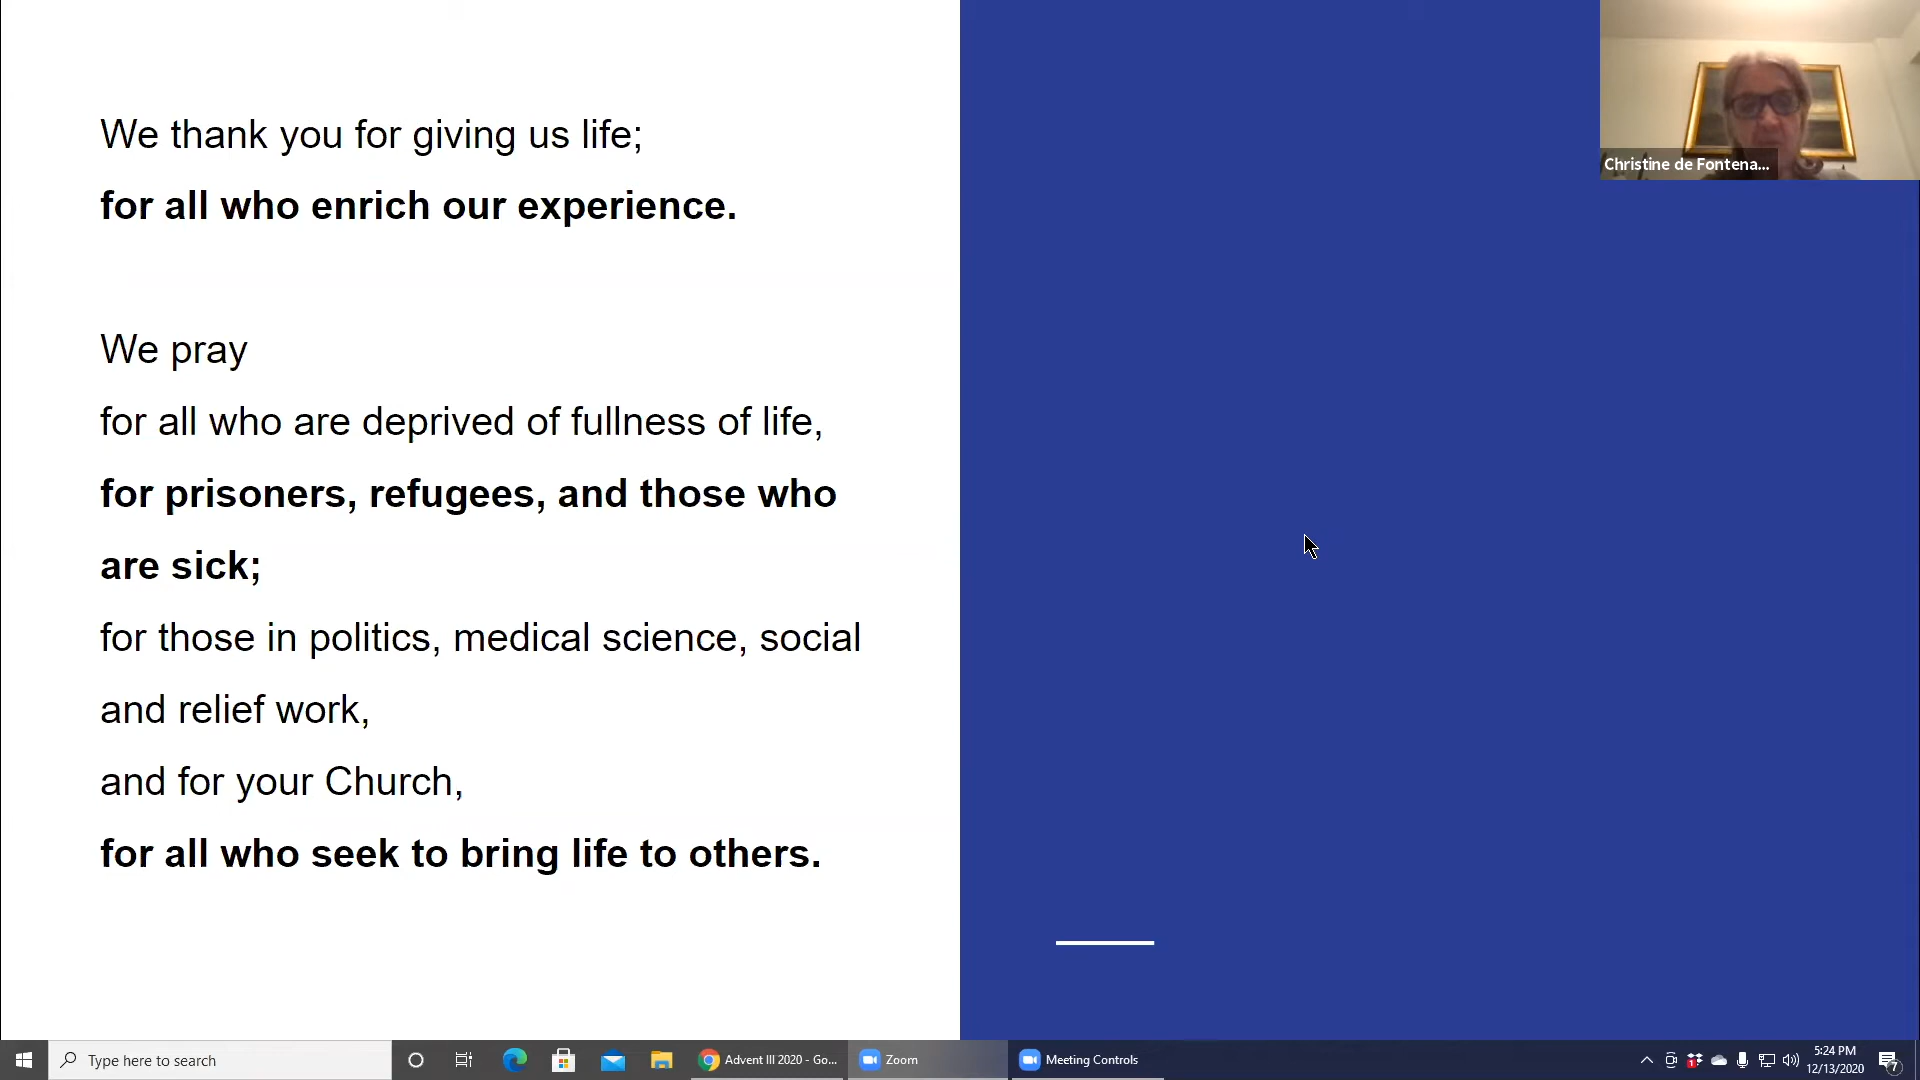 We thank you for giving us life;
for all who enrich our experience.
We pray
for all who are deprived of fullness of life,
for prisoners, refugees, and those who
are sick;
for those in politics, medical science, social
and relief work,
and for your Church,
for all who seek to bring life to others.
Christine de Fontena...
Type here to search
Advent III 2020 - Go...
Zoom
Meeting Controls
1
5:24 PM
12/13/2020
7